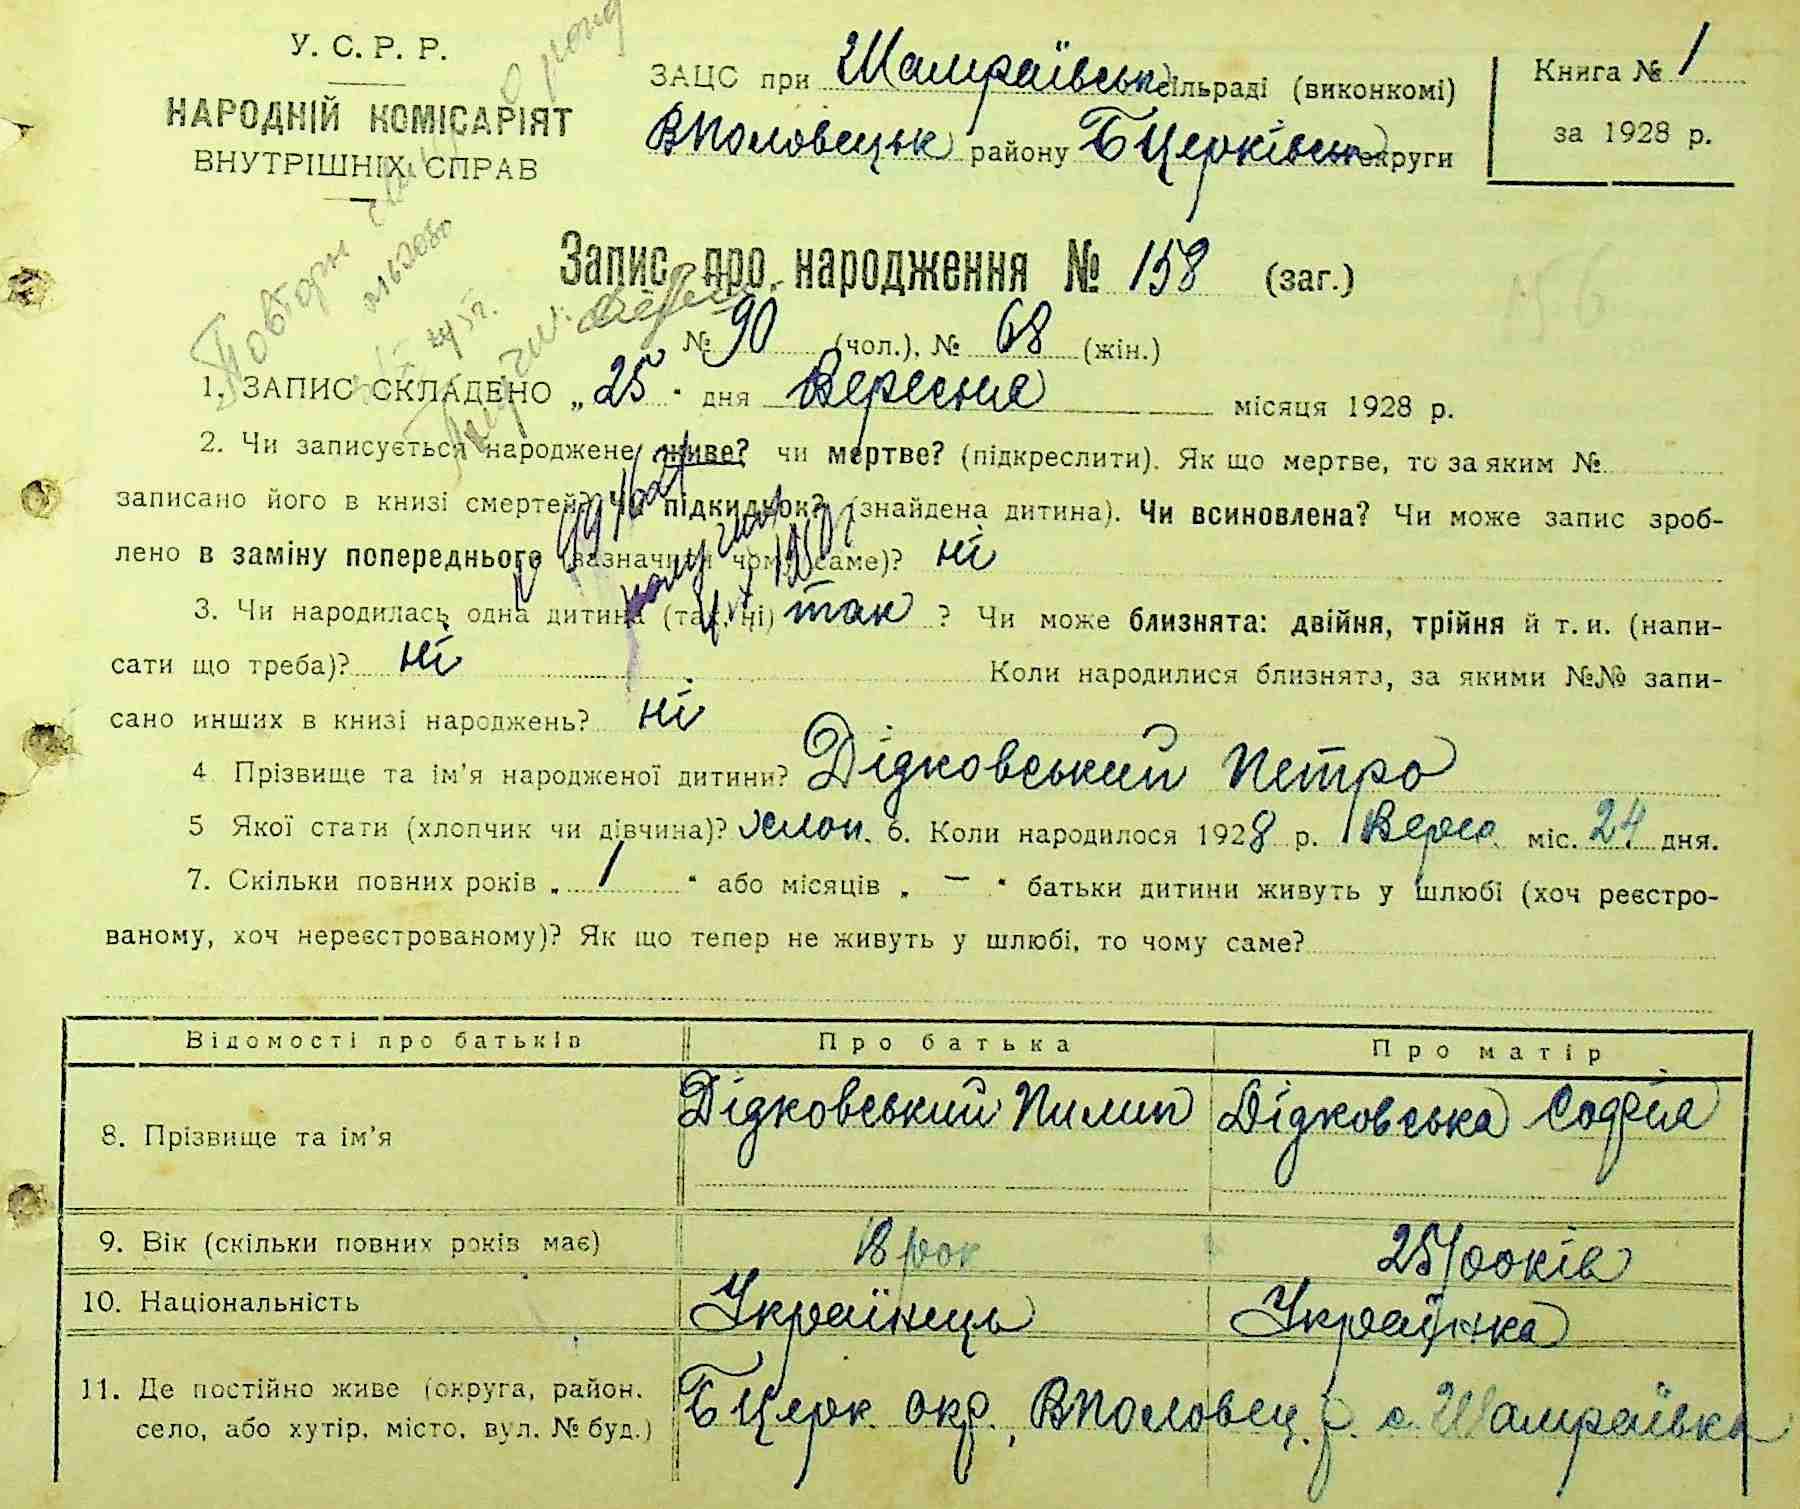 У. С. Р. Р.
НАРОДНІЙ КОМІСАРІЯТ
ВНУТРІШНІХ СПРАВ
ЗАЦС при Шамраївськ сільраді (виконкомі)
ВПоловецьк району БЦерківськ округи
Книга № 1
за 1928 р.
Запис про народження № 158 (заг.)
№ 90 (чол.), № 68 (жін.)
1. ЗАПИС СКЛАДЕНО „25" дня Вересня місяця 1928 р.
2. Чи записується народжене живе? чи мертве? (підкреслити). Як що мертве, то за яким №
записано його в книзі смертей? Чи підкидьок? (знайдена дитина). Чи всиновлена? Чи може запис зроб-
лено в заміну попереднього (зазначити чому саме)? ні
3. Чи народилась одна дитина (так, ні) так ? Чи може близнята: двійня, трійня й т. и. (напи-
сати що треба)? ні Коли народилися близнята, за якими №№ запи-
сано инших в книзі народжень? ні
4 Прізвище та ім'я народженої дитини? Дідковський Петро
5 Якої стати (хлопчик чи дівчина)? хлоп. 6. Коли народилося 1928 р. Верес. міс. 24 дня.
7. Скільки повних років „ 1 " або місяців „ — " батьки дитини живуть у шлюбі (хоч реєстро-
ваному, хоч нереєстрованому)? Як що тепер не живуть у шлюбі, то чому саме?
Відомості про батьків Про батька Про матір
8. Прізвище та ім'я Дідковський Пилип Дідковська Софія
9. Вік (скільки повних років має) 18 рок 25 років
10. Національність Українець Українка
11. Де постійно живе (округа, район, село, або хутір, місто, вул. № буд.) БЦерк. окр., ВПоловец. р. с. Шамраївка